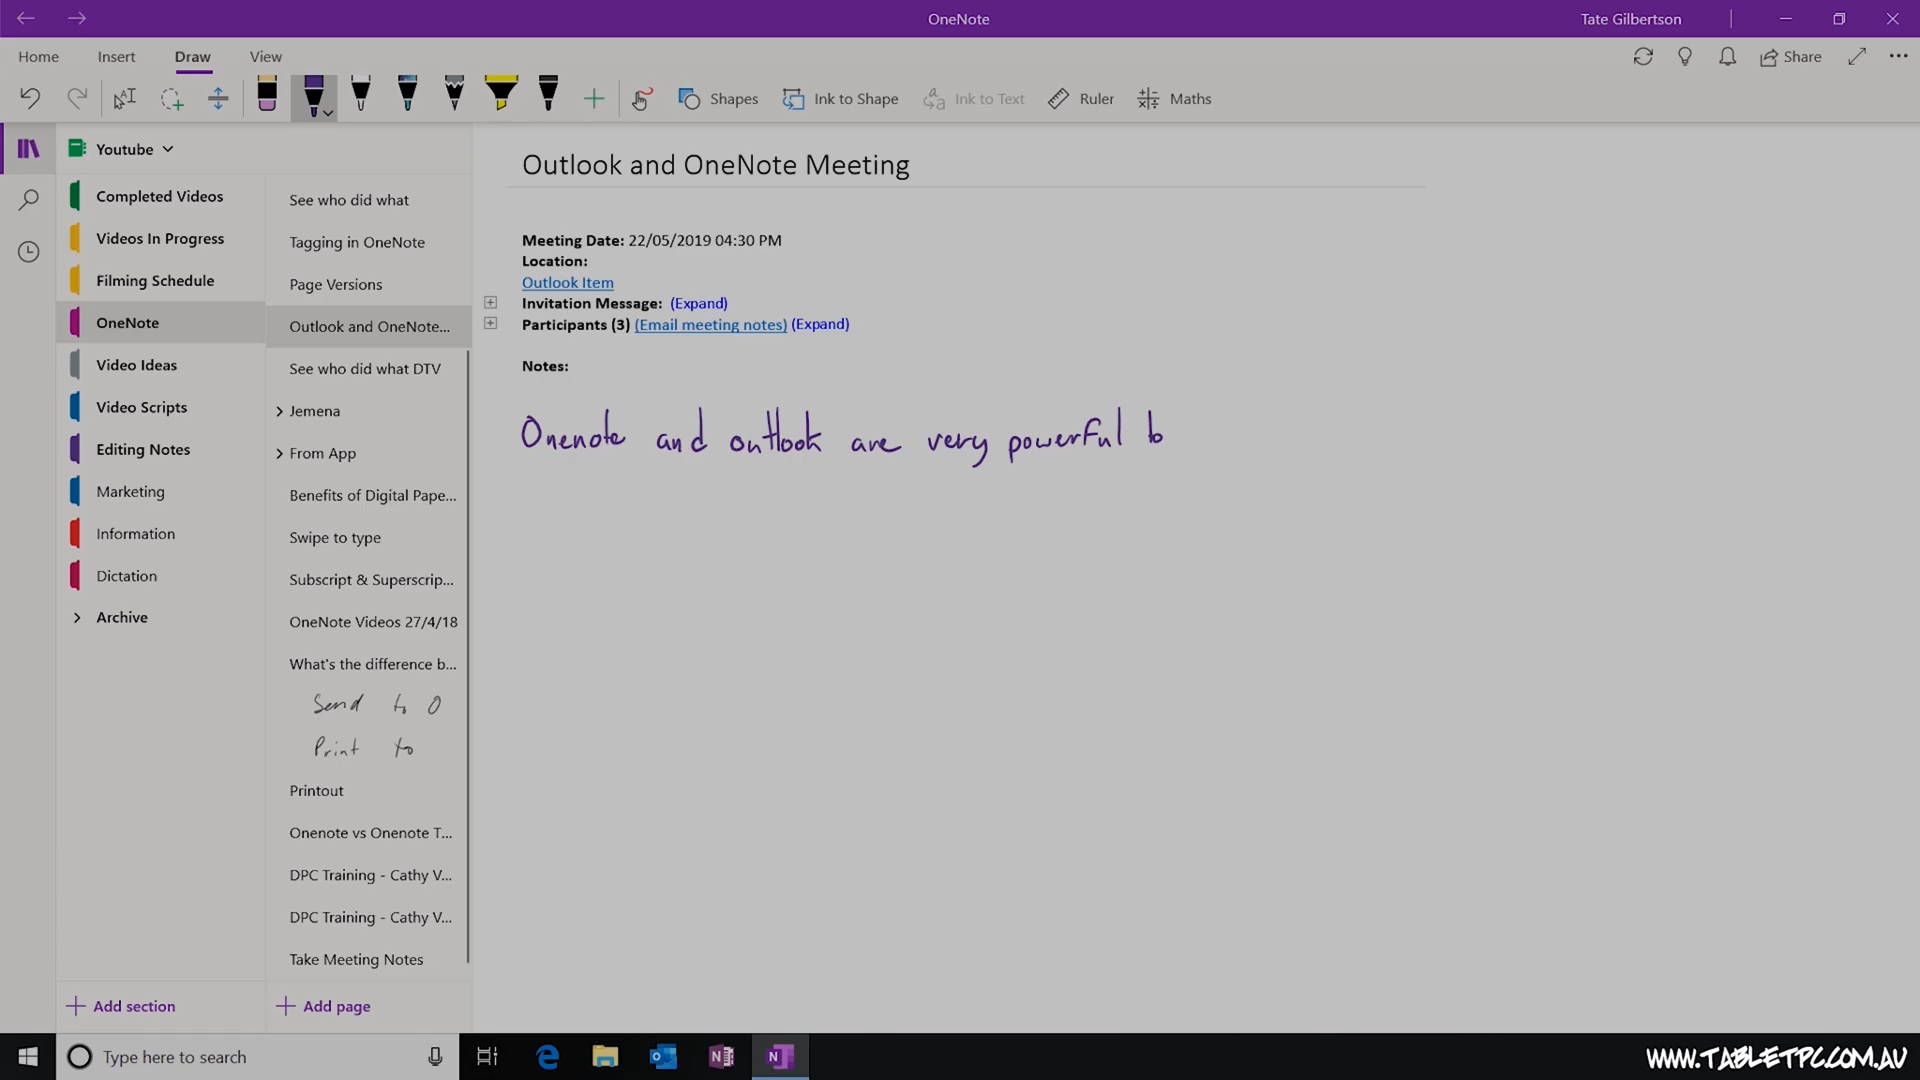 OneNote
Tate Gilbertson
Home
Insert
Draw
View
Share
Shapes
Ink to Shape
Ink to Text
Ruler
Maths
Youtube
Completed Videos
Videos In Progress
Filming Schedule
OneNote
Video Ideas
Video Scripts
Editing Notes
Marketing
Information
Dictation
Archive
Add section
See who did what
Tagging in OneNote
Page Versions
Outlook and OneNote...
See who did what DTV
Jemena
From App
Benefits of Digital Pape...
Swipe to type
Subscript & Superscrip...
OneNote Videos 27/4/18
What's the difference b...
Send to O
Print to
Printout
Onenote vs Onenote T...
DPC Training - Cathy V...
DPC Training - Cathy V...
Take Meeting Notes
Add page
Outlook and OneNote Meeting
Meeting Date: 22/05/2019 04:30 PM
Location:
Outlook Item
Invitation Message: (Expand)
Participants (3) (Email meeting notes) (Expand)
Notes:
Onenote and outlook are very powerful
Type here to search
WWW.TABLETPC.COM.AU